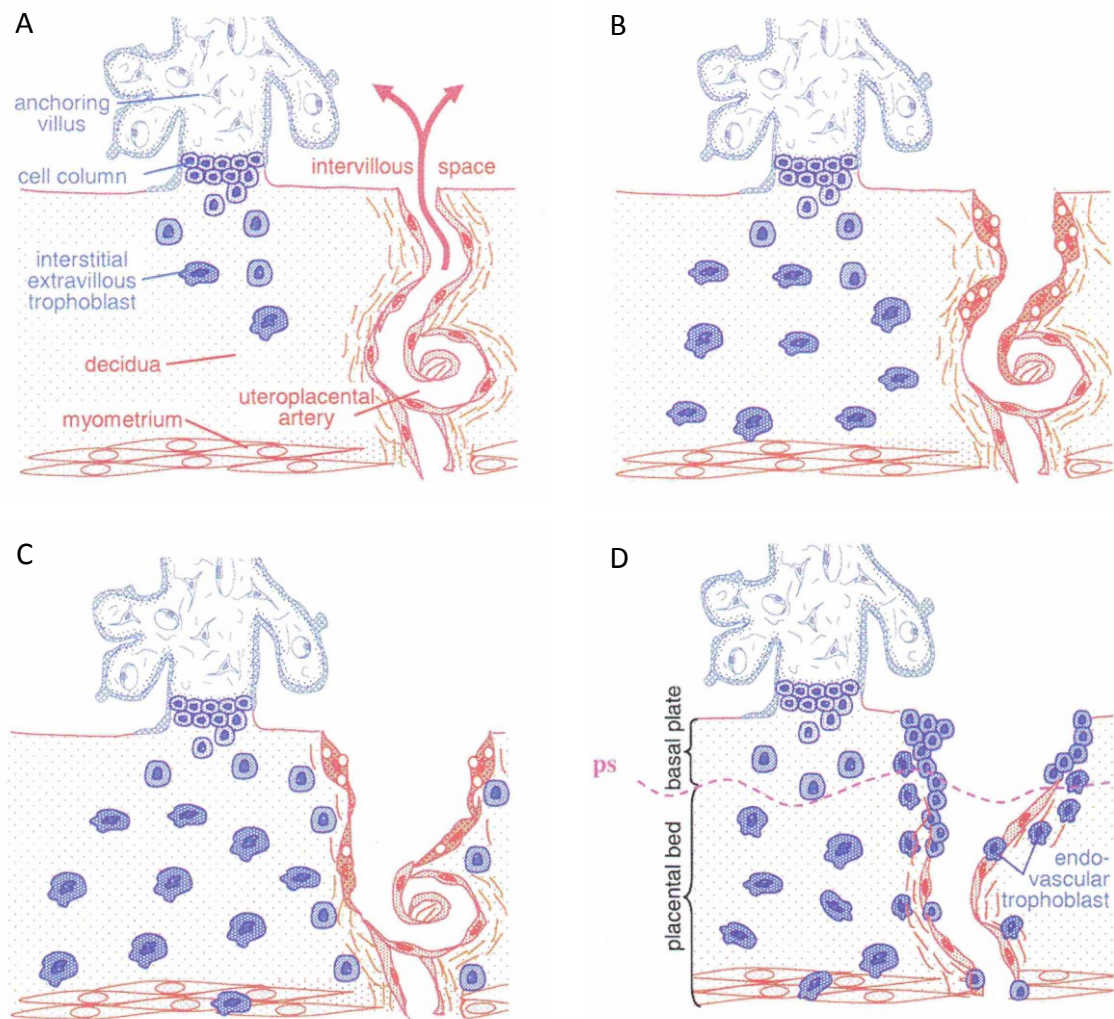 A
B
anchoring
villus
cell column
intervillous space
interstitial
extravillous
trophoblast
decidua
uteroplacental
artery
myometrium
C
D
basal plate
ps
placental bed
endo-
vascular
trophoblast